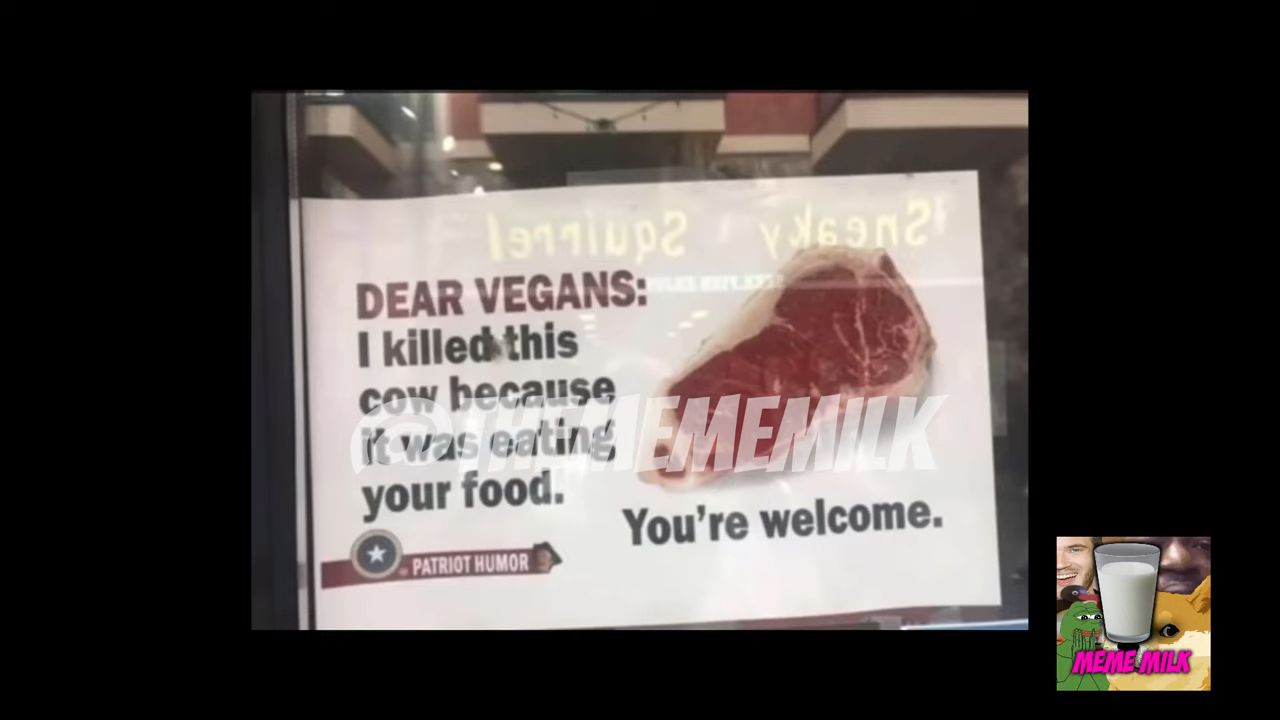 Sneaky Squirrel
DEAR VEGANS:
I killed this
cow because
it was eating
your food.
You're welcome.
PATRIOT HUMOR
@THEMEMEMILK
MEME MILK